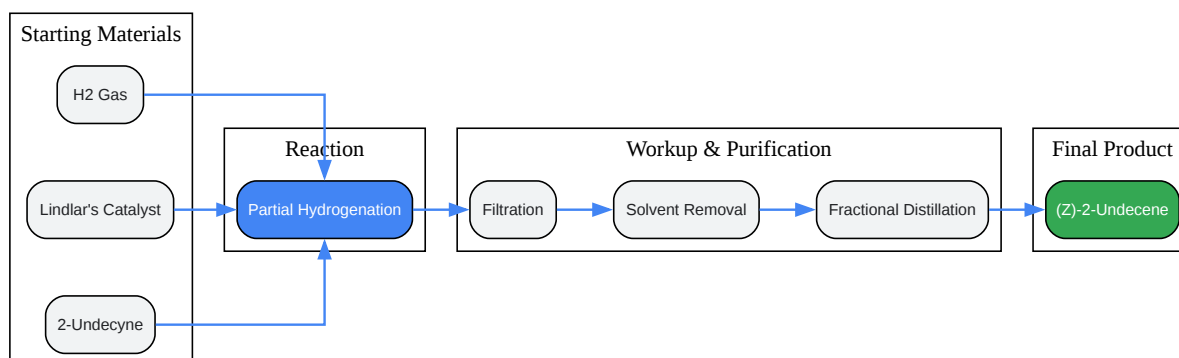 Starting Materials
H2 Gas
Lindlar's Catalyst
2-Undecyne
Reaction
Partial Hydrogenation
Workup & Purification
Filtration
Solvent Removal
Fractional Distillation
Final Product
(Z)-2-Undecene